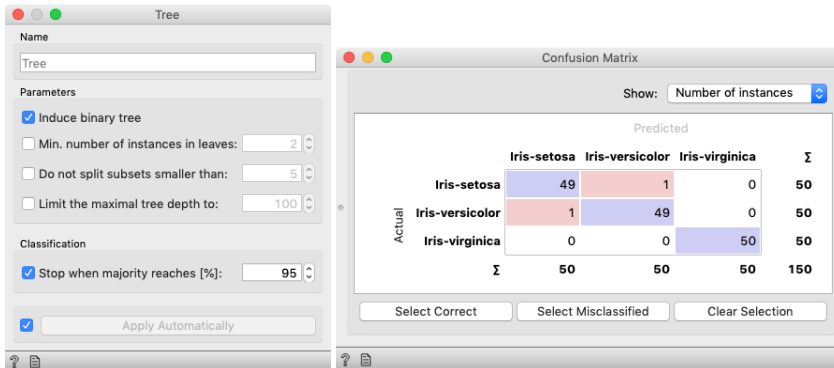 Tree
Name
Tree
Parameters
Induce binary tree
Min. number of instances in leaves: 2
Do not split subsets smaller than: 5
Limit the maximal tree depth to: 100
Classification
Stop when majority reaches [%]: 95
Apply Automatically
?
Confusion Matrix
Show: Number of instances
Predicted
Iris-setosa Iris-versicolor Iris-virginica Σ
Actual
Iris-setosa 49 1 0 50
Iris-versicolor 1 49 0 50
Iris-virginica 0 0 50 50
Σ 50 50 50 150
Select Correct Select Misclassified Clear Selection
?